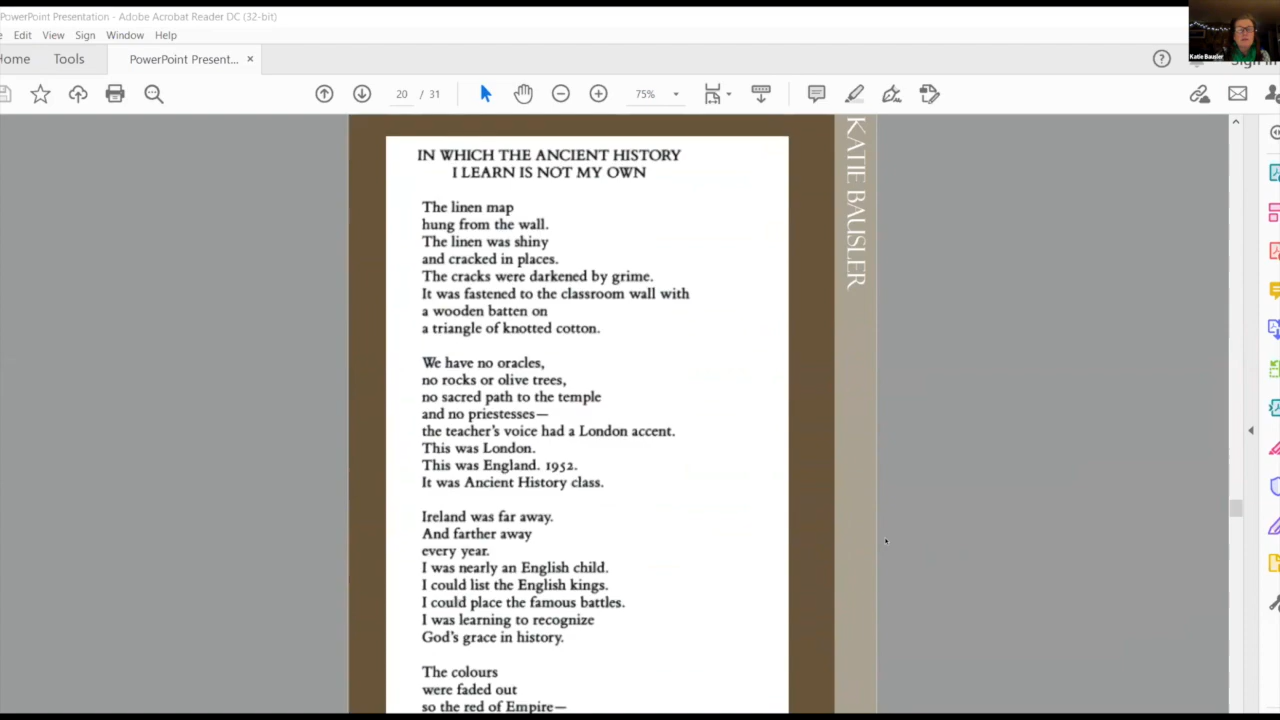 PowerPoint Presentation - Adobe Acrobat Reader DC (32-bit)
Edit View Sign Window Help
Home Tools PowerPoint Present... ×
20 / 31 75%
Katie Bausler
KATIE BAUSLER
IN WHICH THE ANCIENT HISTORY
I LEARN IS NOT MY OWN
The linen map
hung from the wall.
The linen was shiny
and cracked in places.
The cracks were darkened by grime.
It was fastened to the classroom wall with
a wooden batten on
a triangle of knotted cotton.
We have no oracles,
no rocks or olive trees,
no sacred path to the temple
and no priestesses—
the teacher's voice had a London accent.
This was London.
This was England. 1952.
It was Ancient History class.
Ireland was far away.
And farther away
every year.
I was nearly an English child.
I could list the English kings.
I could place the famous battles.
I was learning to recognize
God's grace in history.
The colours
were faded out
so the red of Empire—